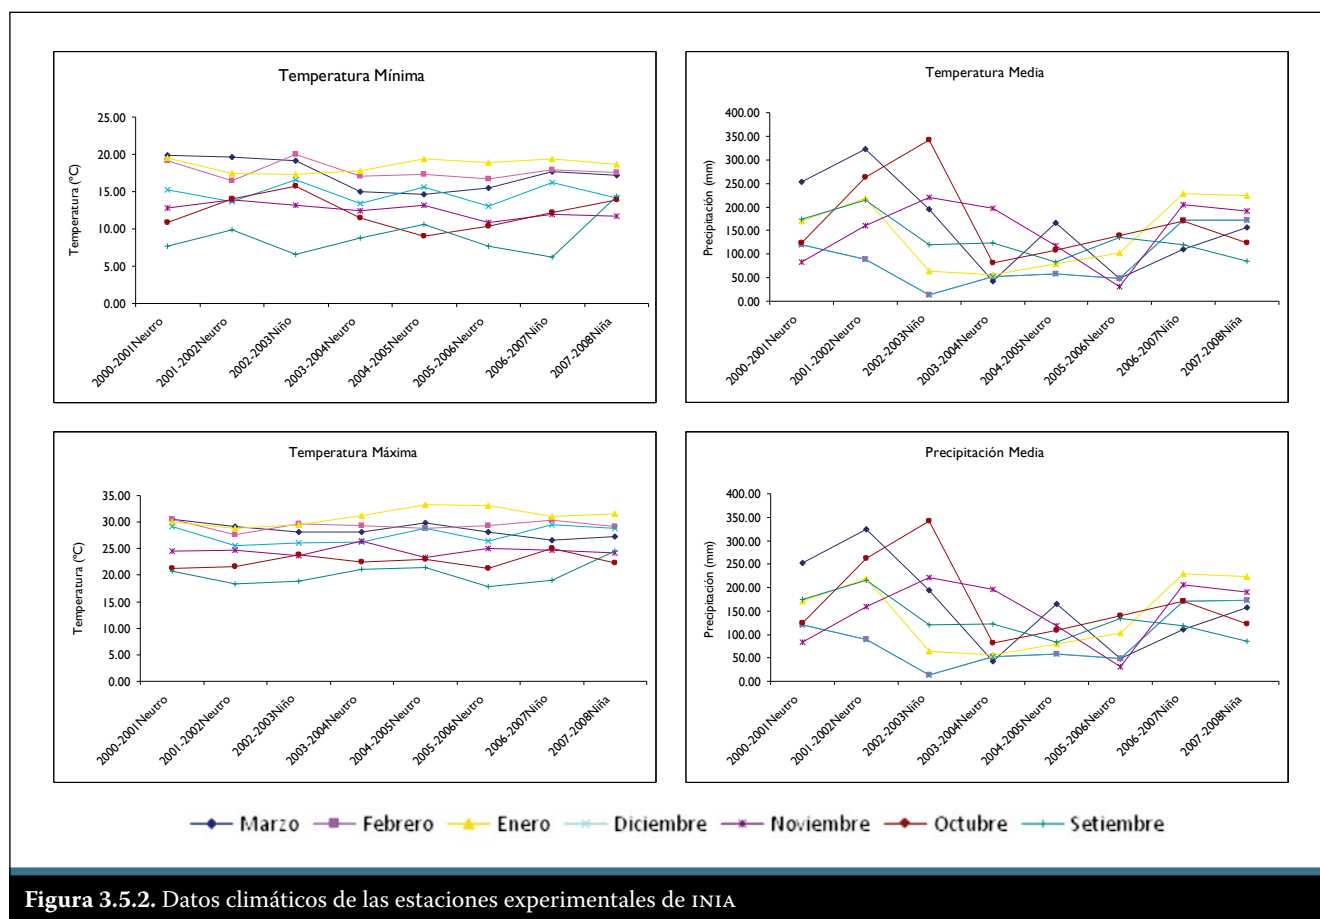 Temperatura Mínima
Temperatura (°C)
25.00
20.00
15.00
10.00
5.00
0.00
2000-2001Neutro
2001-2002Neutro
2002-2003Niño
2003-2004Neutro
2004-2005Neutro
2005-2006Neutro
2006-2007Niño
2007-2008Niña
Temperatura Media
Precipitación (mm)
400.00
350.00
300.00
250.00
200.00
150.00
100.00
50.00
0.00
2000-2001Neutro
2001-2002Neutro
2002-2003Niño
2003-2004Neutro
2004-2005Neutro
2005-2006Neutro
2006-2007Niño
2007-2008Niña
Temperatura Máxima
Temperatura (°C)
35.00
30.00
25.00
20.00
15.00
10.00
5.00
0.00
2000-2001Neutro
2001-2002Neutro
2002-2003Niño
2003-2004Neutro
2004-2005Neutro
2005-2006Neutro
2006-2007Niño
2007-2008Niña
Precipitación Media
Precipitación (mm)
400.00
350.00
300.00
250.00
200.00
150.00
100.00
50.00
0.00
2000-2001Neutro
2001-2002Neutro
2002-2003Niño
2003-2004Neutro
2004-2005Neutro
2005-2006Neutro
2006-2007Niño
2007-2008Niña
Marzo Febrero Enero Diciembre Noviembre Octubre Setiembre
Figura 3.5.2. Datos climáticos de las estaciones experimentales de INIA